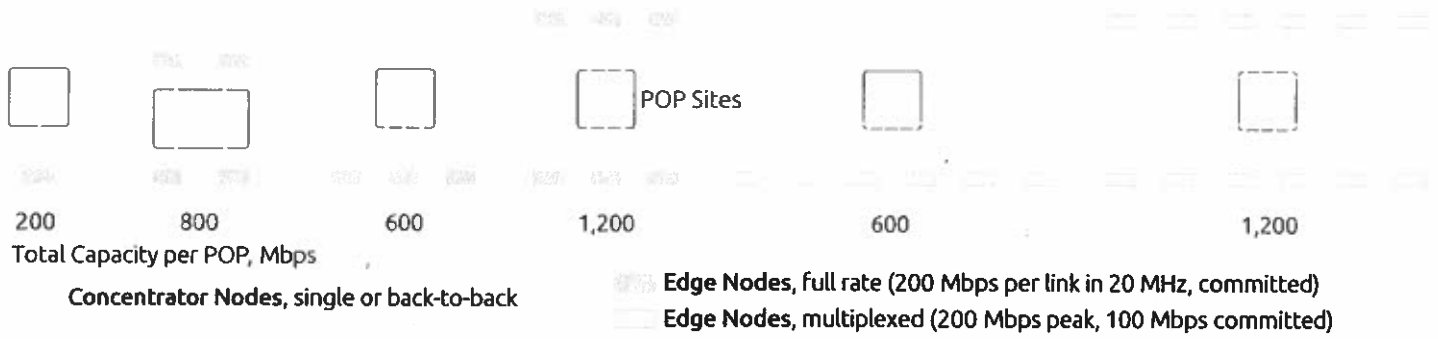 POP Sites
200 800 600 1,200 600 1,200
Total Capacity per POP, Mbps
Concentrator Nodes, single or back-to-back
Edge Nodes, full rate (200 Mbps per link in 20 MHz, committed)
Edge Nodes, multiplexed (200 Mbps peak, 100 Mbps committed)